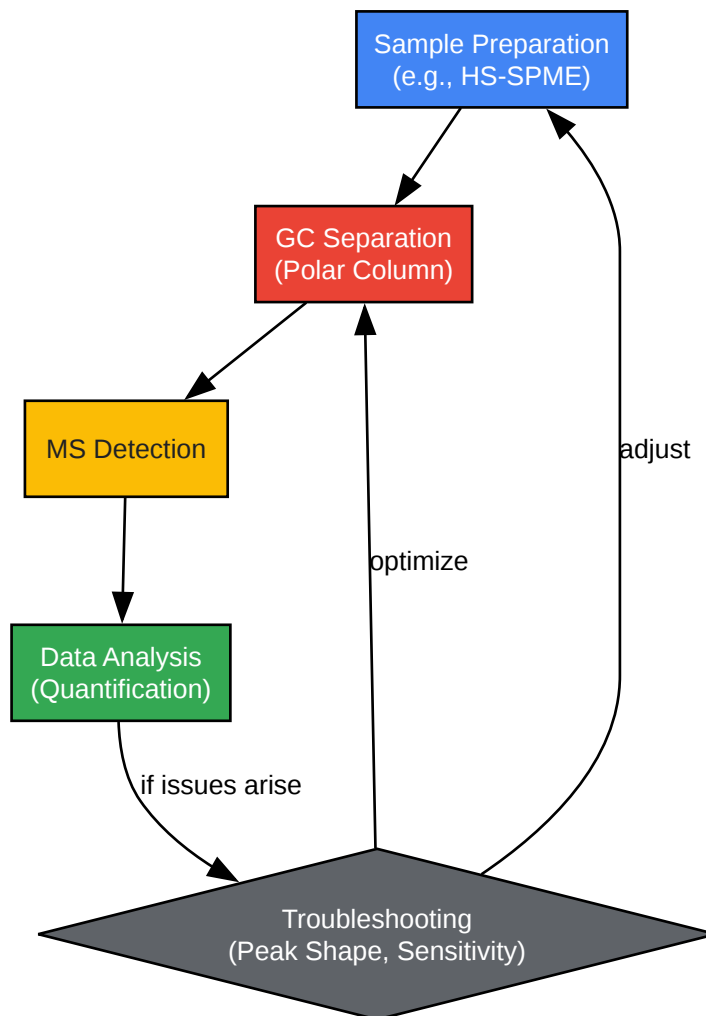 Sample Preparation
(e.g., HS-SPME)
GC Separation
(Polar Column)
MS Detection
adjust
optimize
Data Analysis
(Quantification)
if issues arise
Troubleshooting
(Peak Shape, Sensitivity)